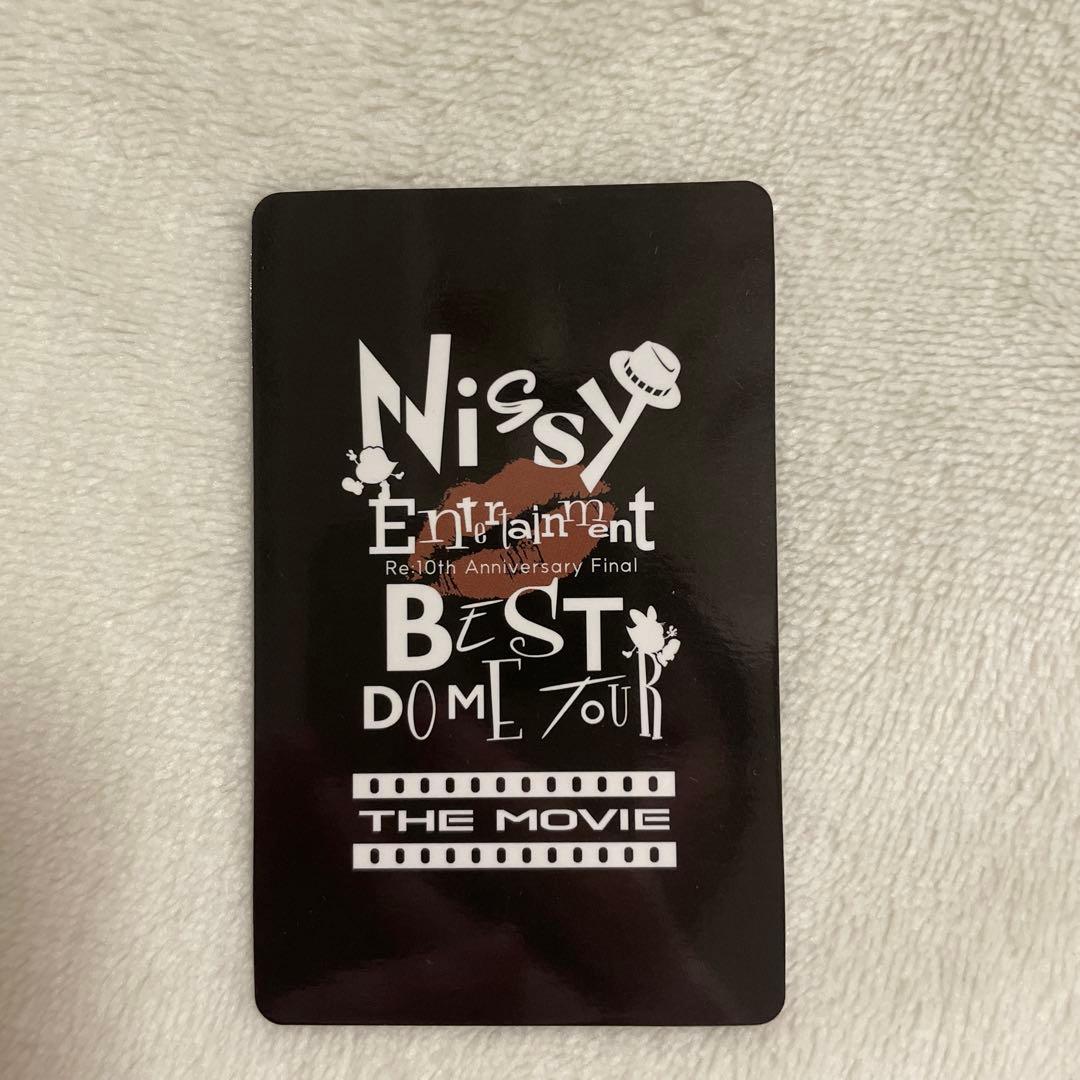 Nissy
Entertainment
Re:10th Anniversary Final
BEST
DOME TOUR
THE MOVIE